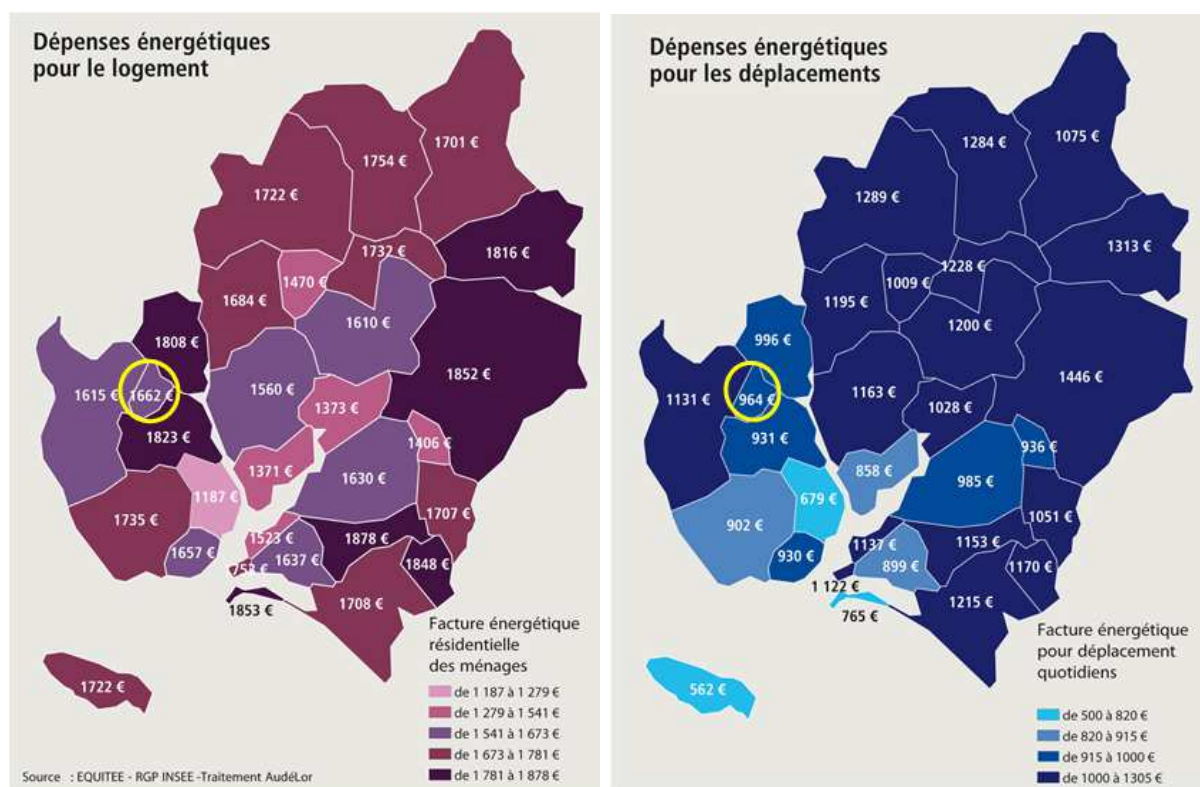 Dépenses énergétiques
pour le logement
1701 €
1754 €
1722 €
1816 €
1732 €
1470 €
1684 €
1610 €
1808 €
1852 €
1615 €
1662 €
1560 €
1373 €
1823 €
1406 €
1371 €
1630 €
1187 €
1707 €
1735 €
1523 €
1878 €
1657 €
1637 €
1848 €
1853 €
1708 €
1722 €
Facture énergétique
résidentielle
des ménages
de 1 187 à 1 279 €
de 1 279 à 1 541 €
de 1 541 à 1 673 €
de 1 673 à 1 781 €
de 1 781 à 1 878 €
Source : EQUITEE - RGP INSEE -Traitement AudéLor
Dépenses énergétiques
pour les déplacements
1075 €
1284 €
1289 €
1313 €
1228 €
1009 €
1195 €
1200 €
996 €
1446 €
1131 €
964 €
1163 €
1028 €
931 €
936 €
858 €
985 €
679 €
1051 €
902 €
1137 €
1153 €
930 €
899 €
1170 €
1 122 €
1215 €
765 €
562 €
Facture énergétique
pour déplacement
quotidiens
de 500 à 820 €
de 820 à 915 €
de 915 à 1000 €
de 1000 à 1305 €